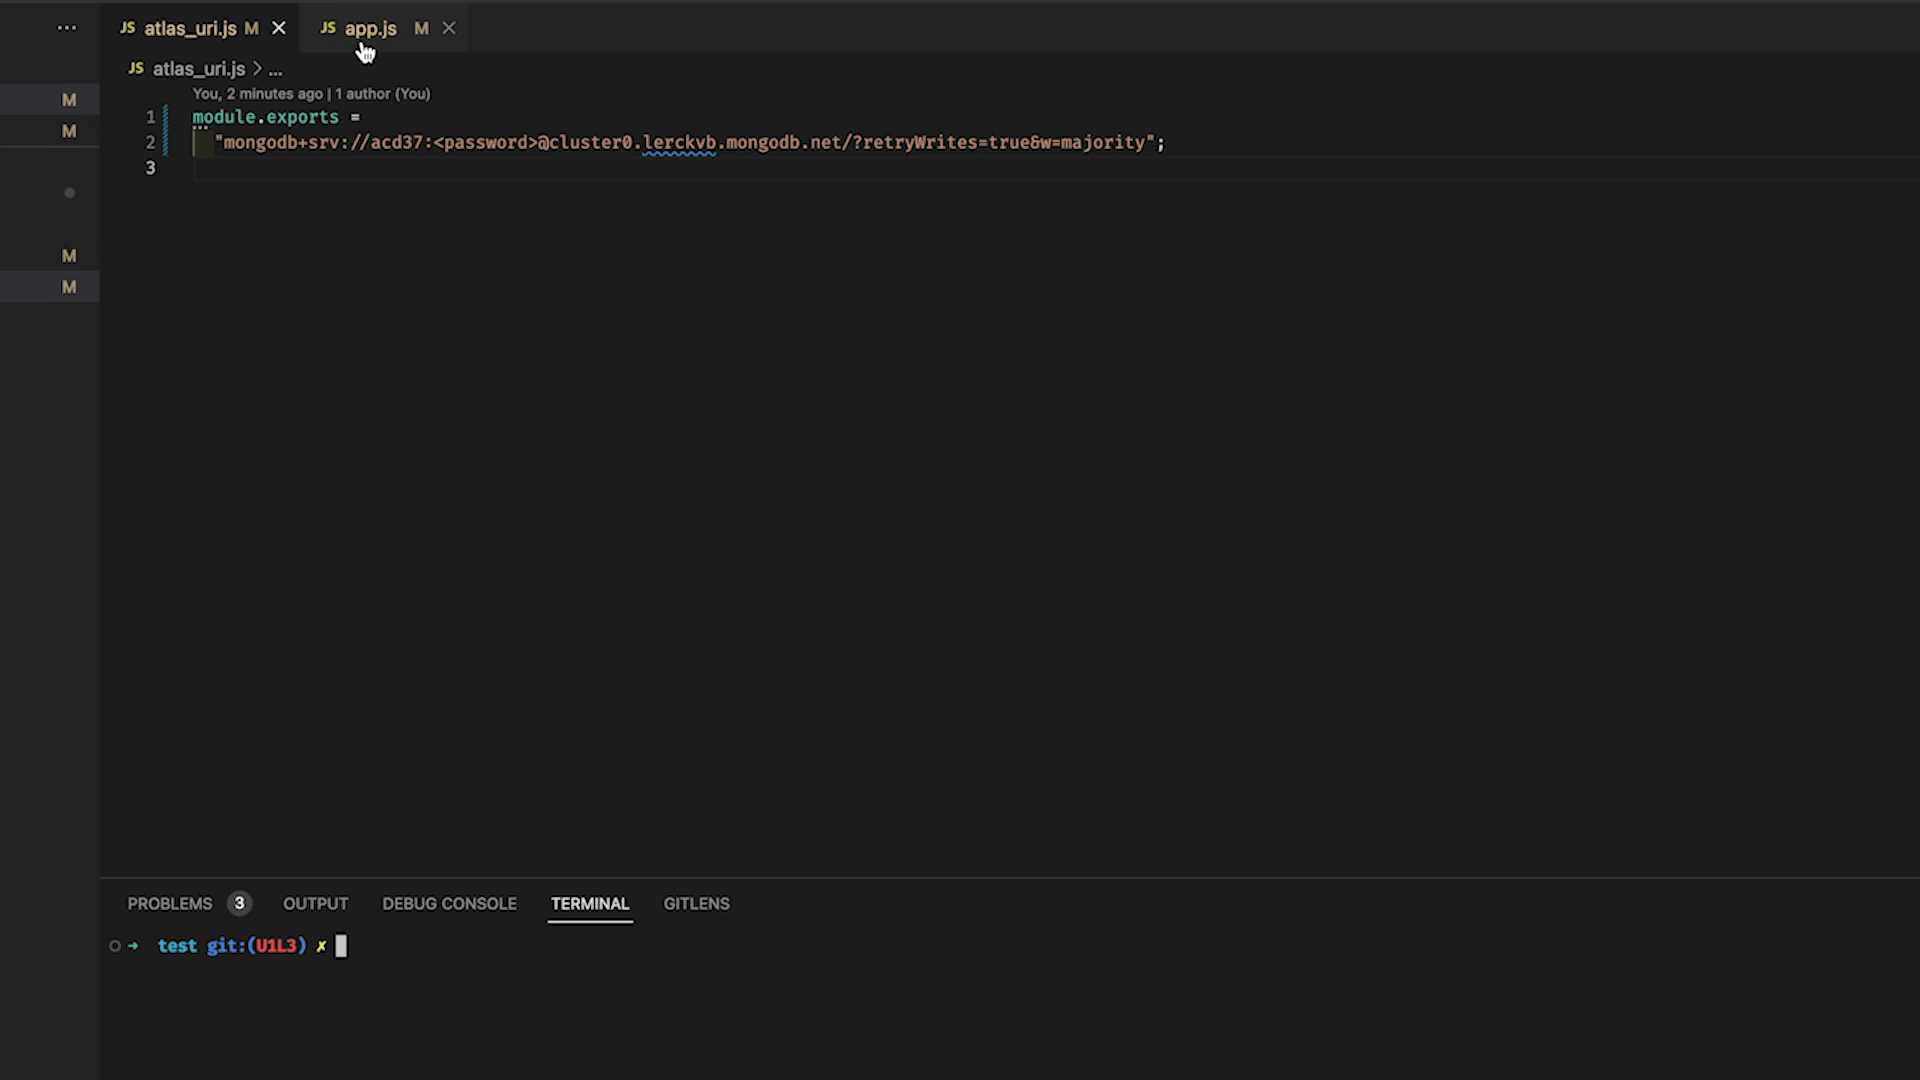 ... JS atlas_uri.js M × JS app.js M ×
JS atlas_uri.js > ...
You, 2 minutes ago | 1 author (You)
M
1 module.exports =
M
2 "mongodb+srv://acd37:<password>@cluster0.lerckvb.mongodb.net/?retryWrites=true&w=majority";
3
M
M
PROBLEMS 3 OUTPUT DEBUG CONSOLE TERMINAL GITLENS
➜ test git:(U1L3) ✗